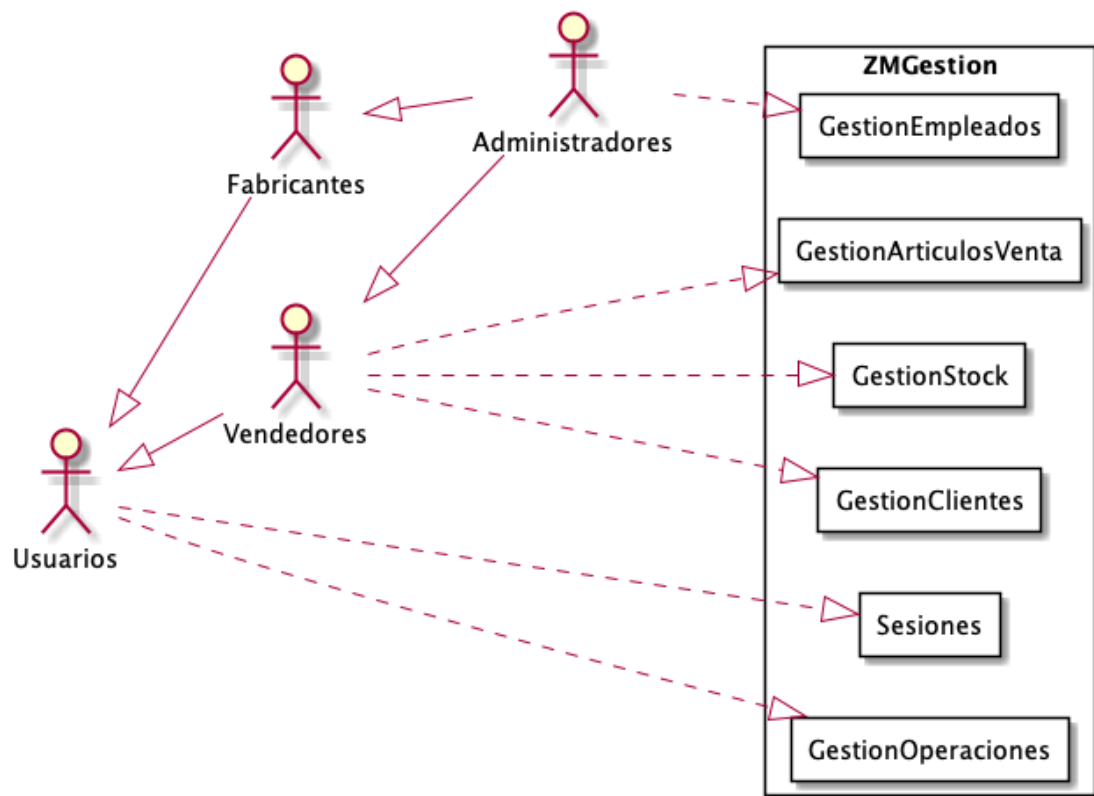 ZMGestion
Administradores
GestionEmpleados
Fabricantes
GestionArticulosVenta
GestionStock
Vendedores
GestionClientes
Usuarios
Sesiones
GestionOperaciones